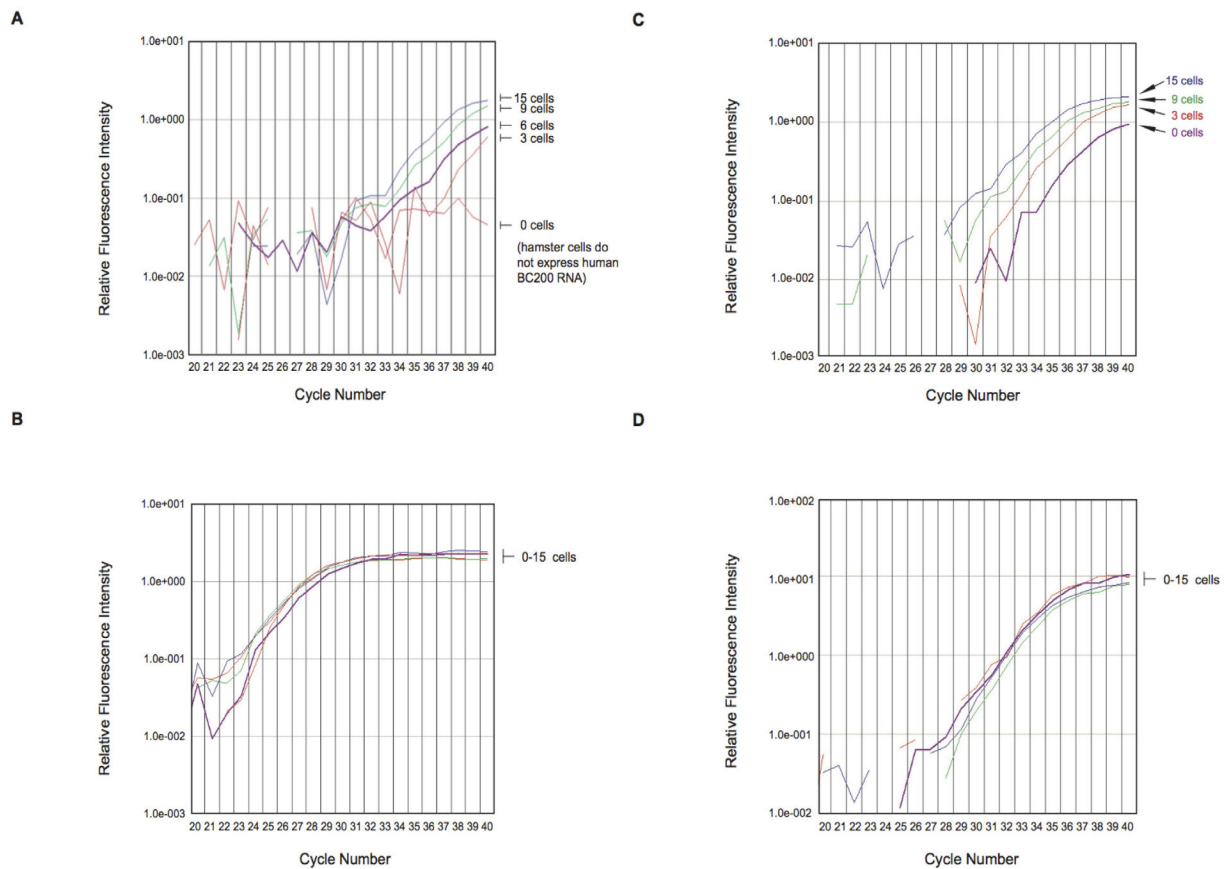 A
Relative Fluorescence Intensity
1.0e+001
1.0e+000
1.0e-001
1.0e-002
1.0e-003
20 21 22 23 24 25 26 27 28 29 30 31 32 33 34 35 36 37 38 39 40
Cycle Number
15 cells
9 cells
6 cells
3 cells
0 cells
(hamster cells do
not express human
BC200 RNA)
C
Relative Fluorescence Intensity
1.0e+001
1.0e+000
1.0e-001
1.0e-002
1.0e-003
20 21 22 23 24 25 26 28 29 30 31 32 33 34 35 36 37 38 39 40
Cycle Number
15 cells
9 cells
3 cells
0 cells
B
Relative Fluorescence Intensity
1.0e+001
1.0e+000
1.0e-001
1.0e-002
1.0e-003
20 21 22 23 24 25 26 27 28 29 30 31 32 33 34 35 36 37 38 39 40
Cycle Number
0-15 cells
D
Relative Fluorescence Intensity
1.0e+002
1.0e+001
1.0e+000
1.0e-001
1.0e-002
20 22 23 25 26 27 28 29 30 31 32 33 34 35 36 37 38 39 40
Cycle Number
0-15 cells